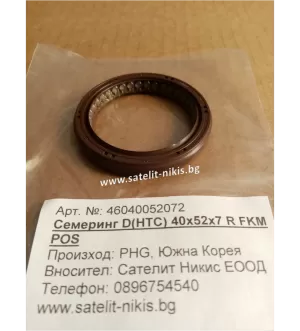 www.satelit-nikis.bg
Арт. №: 46040052072
Семеринг D(HTC) 40x52x7 R FKM
POS
Произход: PHG, Южна Корея
Вносител: Сателит Никис ЕООД
Телефон: 0896754540
www.satelit-nikis.bg